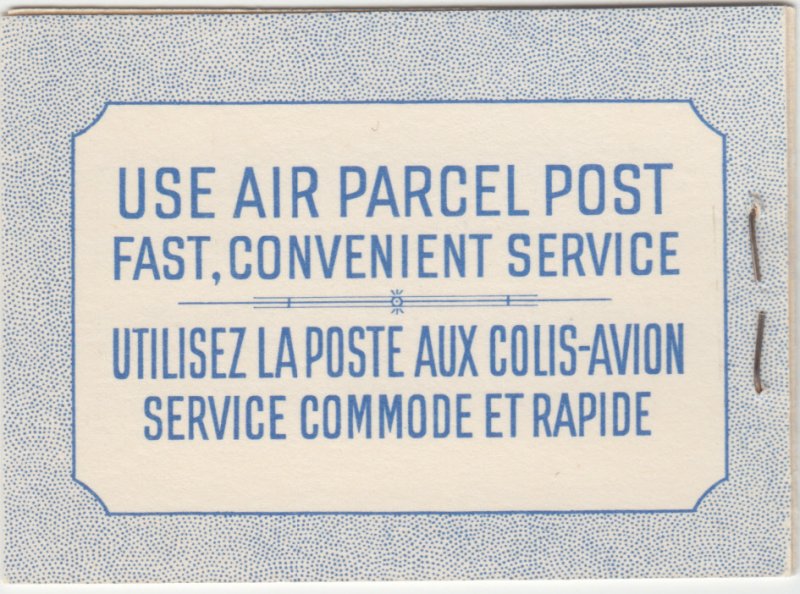 USE AIR PARCEL POST
FAST, CONVENIENT SERVICE
UTILISEZ LA POSTE AUX COLIS-AVION
SERVICE COMMODE ET RAPIDE